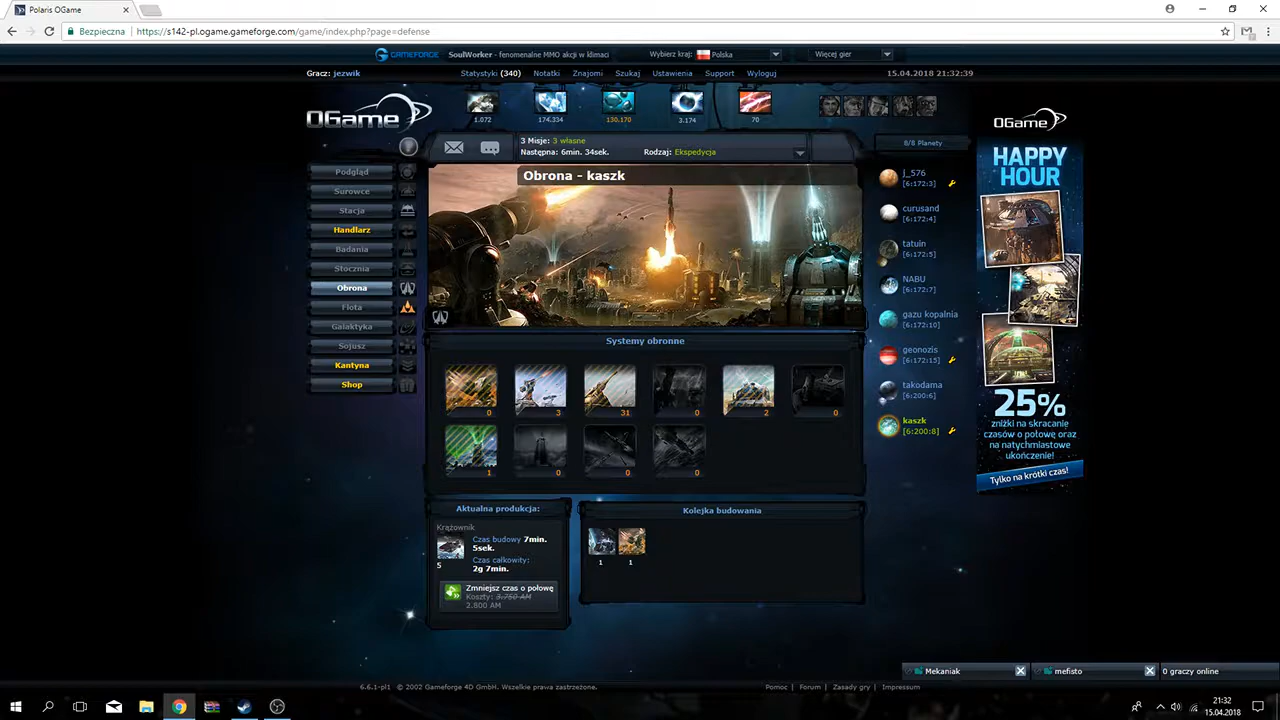 Polaris OGame
Bezpieczna
https://s142-pl.ogame.gameforge.com/game/index.php?page=defense
GAMEFORGE
SoulWorker - fenomenalne MMO akcji w klimaci
Wybierz kraj:
Polska
Więcej gier
Gracz: jezwik
Statystyki (340)
Notatki
Znajomi
Szukaj
Ustawienia
Support
Wyloguj
15.04.2018 21:32:39
OGame
1.072
174.334
130.170
3.174
70
3 Misje: 3 własne
Następna: 6min. 34sek.
Rodzaj: Ekspedycja
Podgląd
Surowce
Stacja
Handlarz
Badania
Stocznia
Obrona
Flota
Galaktyka
Sojusz
Kantyna
Shop
Obrona - kaszk
Systemy obronne
0
3
31
0
2
0
1
0
0
0
Aktualna produkcja:
Krążownik
5
Czas budowy 7min.
5sek.
Czas całkowity:
2g 7min.
Zmniejsz czas o połowę
Koszty: 3.750 AM
2.800 AM
Kolejka budowania
1
1
8/8 Planety
j_576
[6:172:3]
curusand
[6:172:4]
tatuin
[6:172:5]
NABU
[6:172:7]
gazu kopalnia
[6:172:10]
geonozis
[6:172:15]
takodama
[6:200:6]
kaszk
[6:200:8]
OGame
HAPPY
HOUR
25%
zniżki na skracanie
czasów o połowę oraz
na natychmiastowe
ukończenie!
Tylko na krótki czas!
Mekaniak
mefisto
0 graczy online
6.6.1-pl1
© 2002 Gameforge 4D GmbH. Wszelkie prawa zastrzeżone.
Pomoc | Forum | Zasady gry | Impressum
21:32
15.04.2018